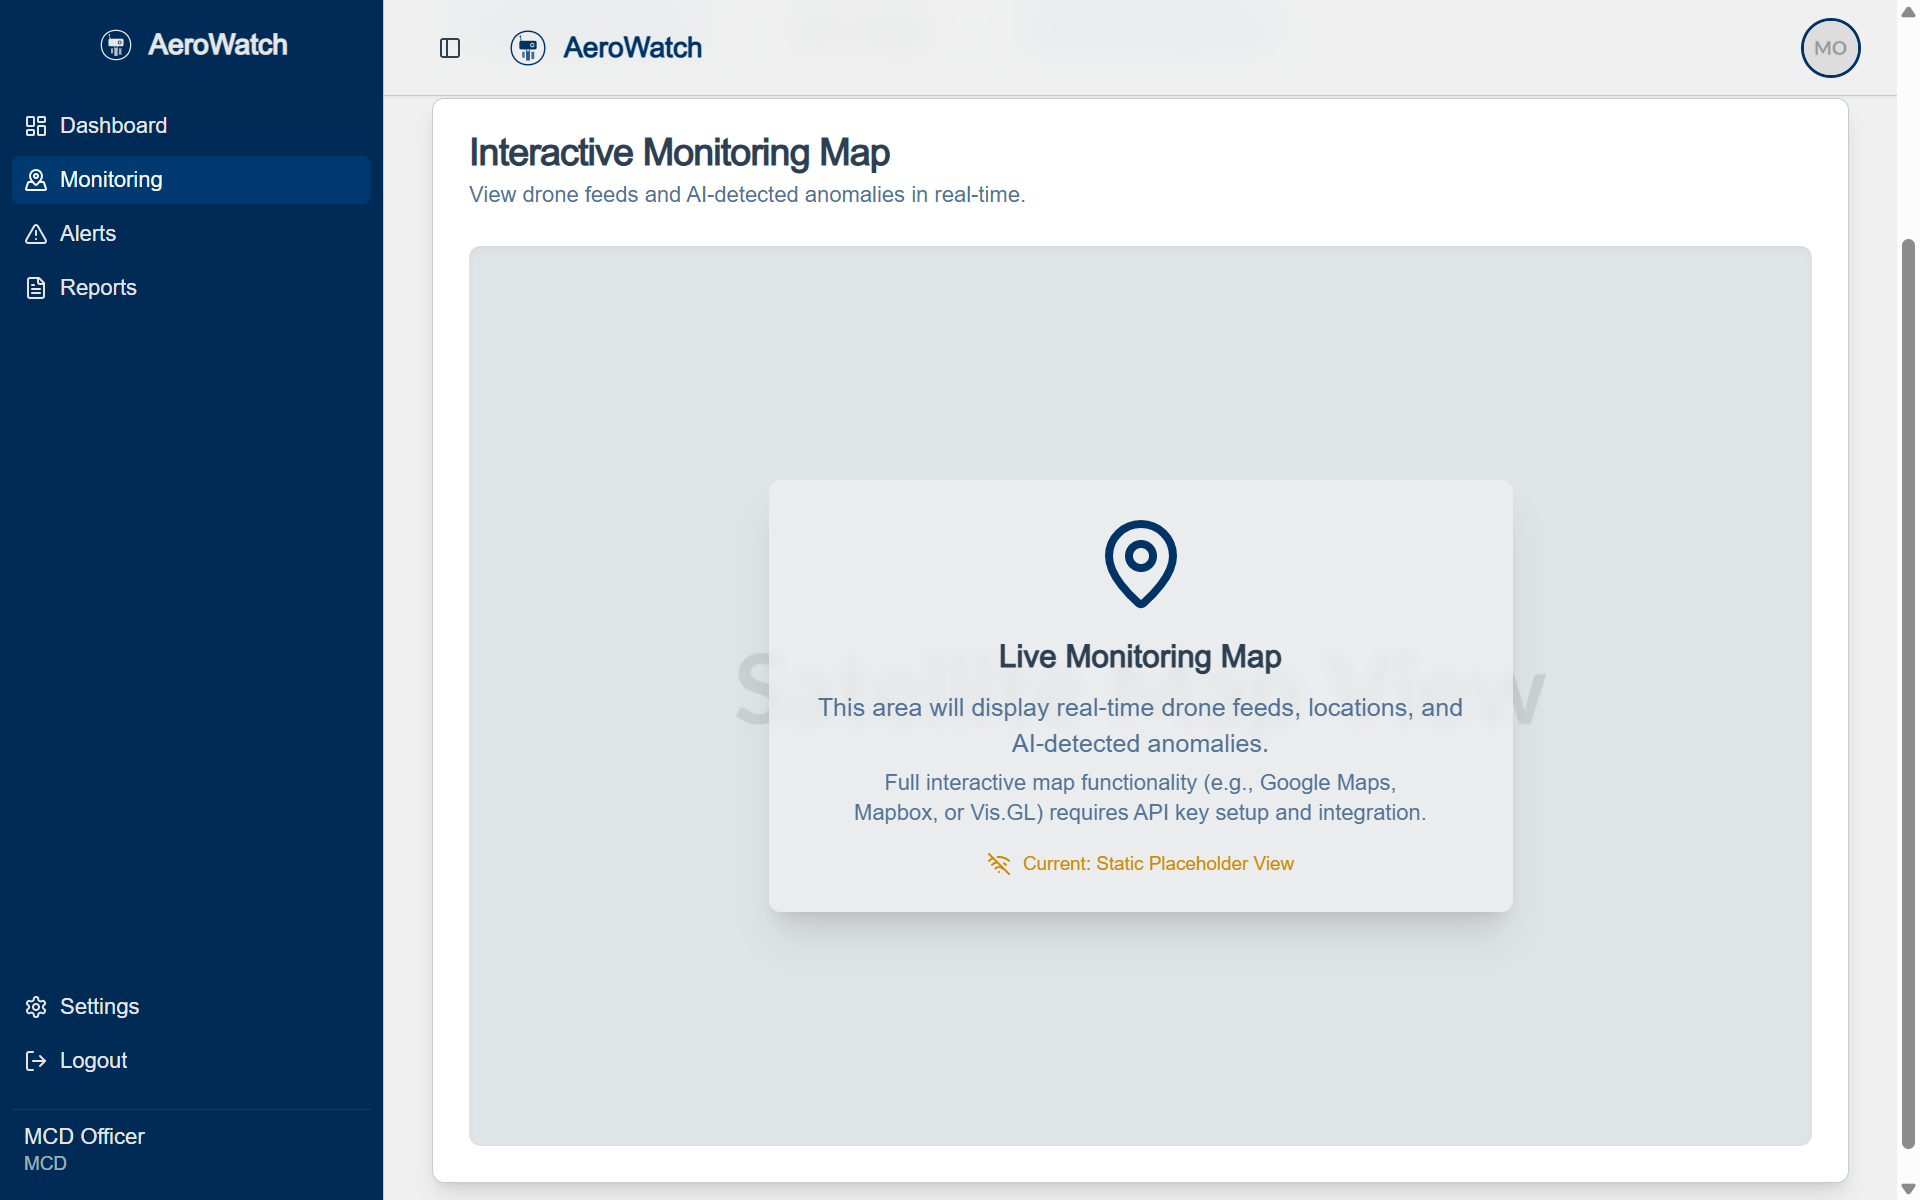 AeroWatch
Dashboard
Monitoring
Alerts
Reports
Settings
Logout
MCD Officer
MCD
AeroWatch
MO
Interactive Monitoring Map
View drone feeds and AI-detected anomalies in real-time.
Satellite Map View
Live Monitoring Map
This area will display real-time drone feeds, locations, and
AI-detected anomalies.
Full interactive map functionality (e.g., Google Maps,
Mapbox, or Vis.GL) requires API key setup and integration.
Current: Static Placeholder View